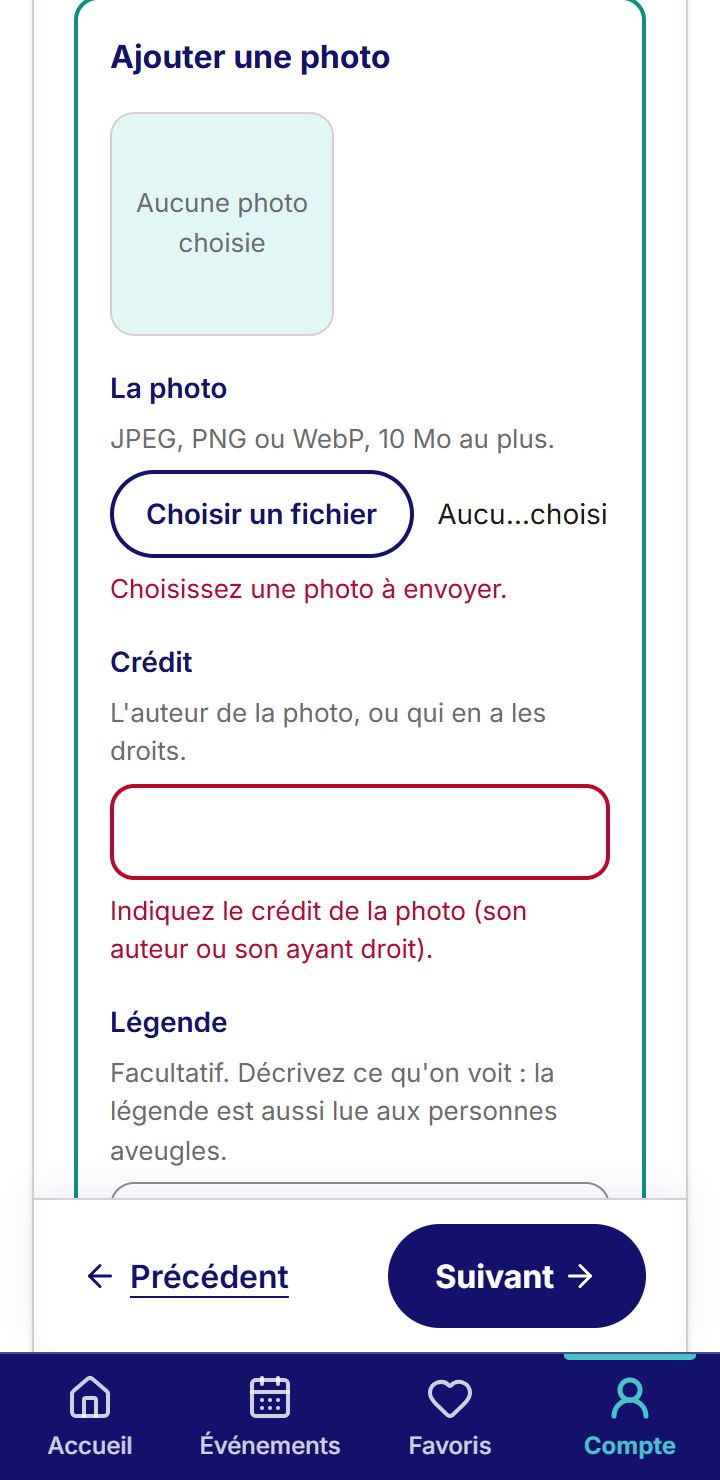 Ajouter une photo
Aucune photo
choisie
La photo
JPEG, PNG ou WebP, 10 Mo au plus.
Choisir un fichier
Aucu...choisi
Choisissez une photo à envoyer.
Crédit
L'auteur de la photo, ou qui en a les
droits.
Indiquez le crédit de la photo (son
auteur ou son ayant droit).
Légende
Facultatif. Décrivez ce qu'on voit : la
légende est aussi lue aux personnes
aveugles.
← Précédent
Suivant →
Accueil
Événements
Favoris
Compte